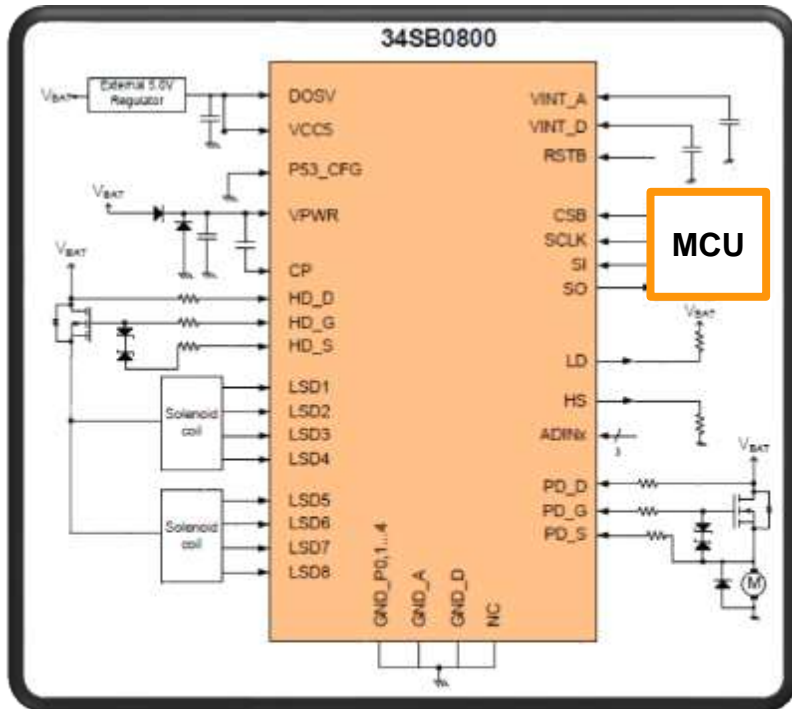 34SB0800
VBAT
External 5.0V
Regulator
DOSV
VCC5
P53_CFG
VBAT
VPWR
CP
VBAT
HD_D
HD_G
HD_S
Solenoid
coil
LSD1
LSD2
LSD3
LSD4
Solenoid
coil
LSD5
LSD6
LSD7
LSD8
GND_P0,1...4
GND_A
GND_D
NC
VINT_A
VINT_D
RSTB
CSB
SCLK
SI
SO
MCU
VBAT
LD
HS
ADINx
3
VBAT
PD_D
PD_G
PD_S
M